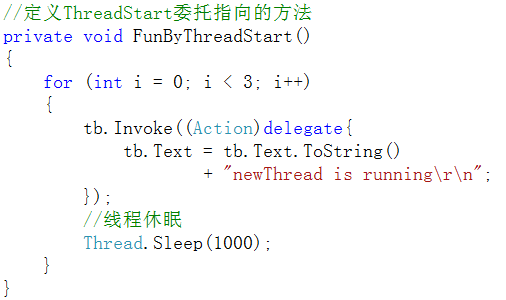 //定义ThreadStart委托指向的方法
private void FunByThreadStart()
{
    for (int i = 0; i < 3; i++)
    {
        tb.Invoke((Action)delegate{
            tb.Text = tb.Text.ToString()
                    + "newThread is running\r\n";
        });
        //线程休眠
        Thread.Sleep(1000);
    }
}